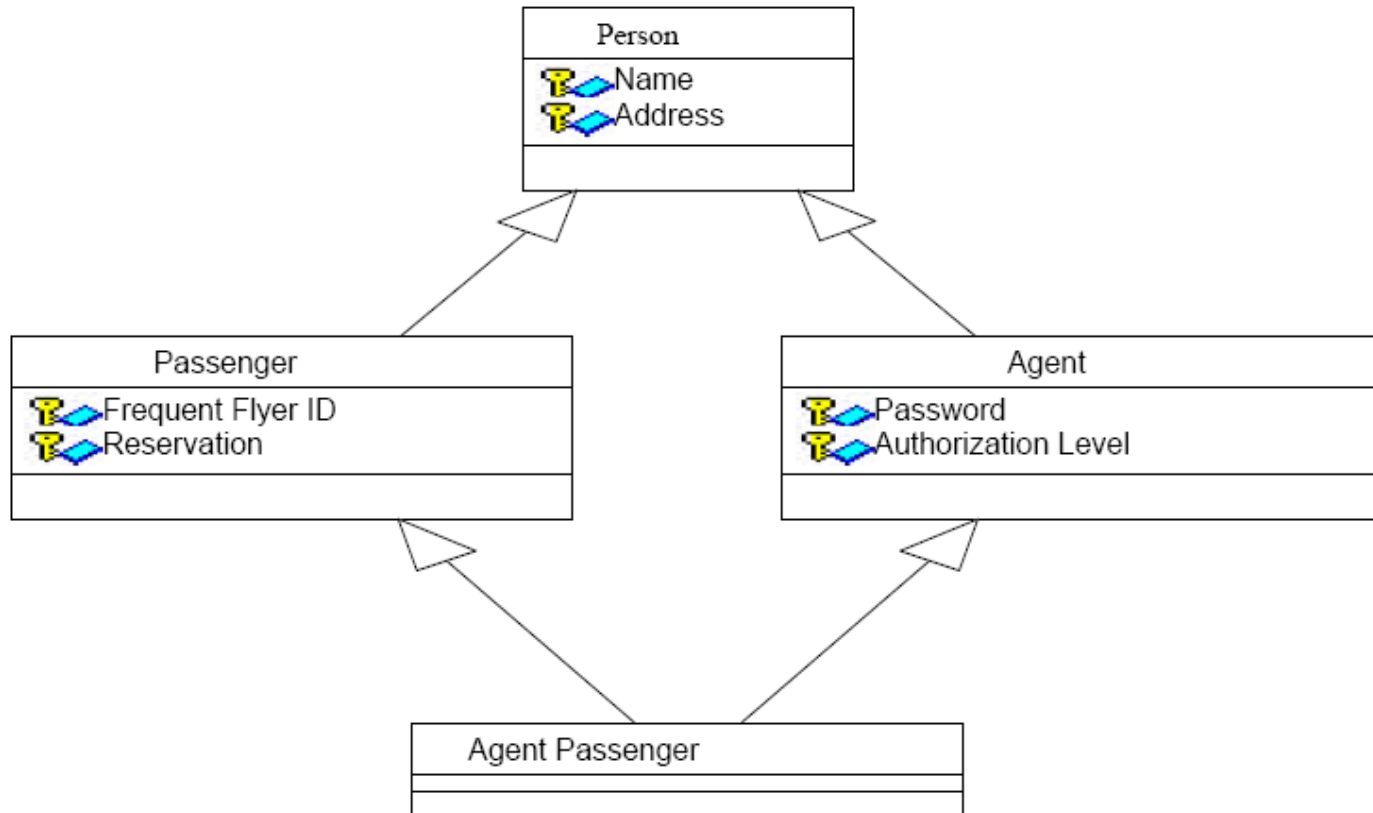 Person
Name
Address
Passenger
Frequent Flyer ID
Reservation
Agent
Password
Authorization Level
Agent Passenger